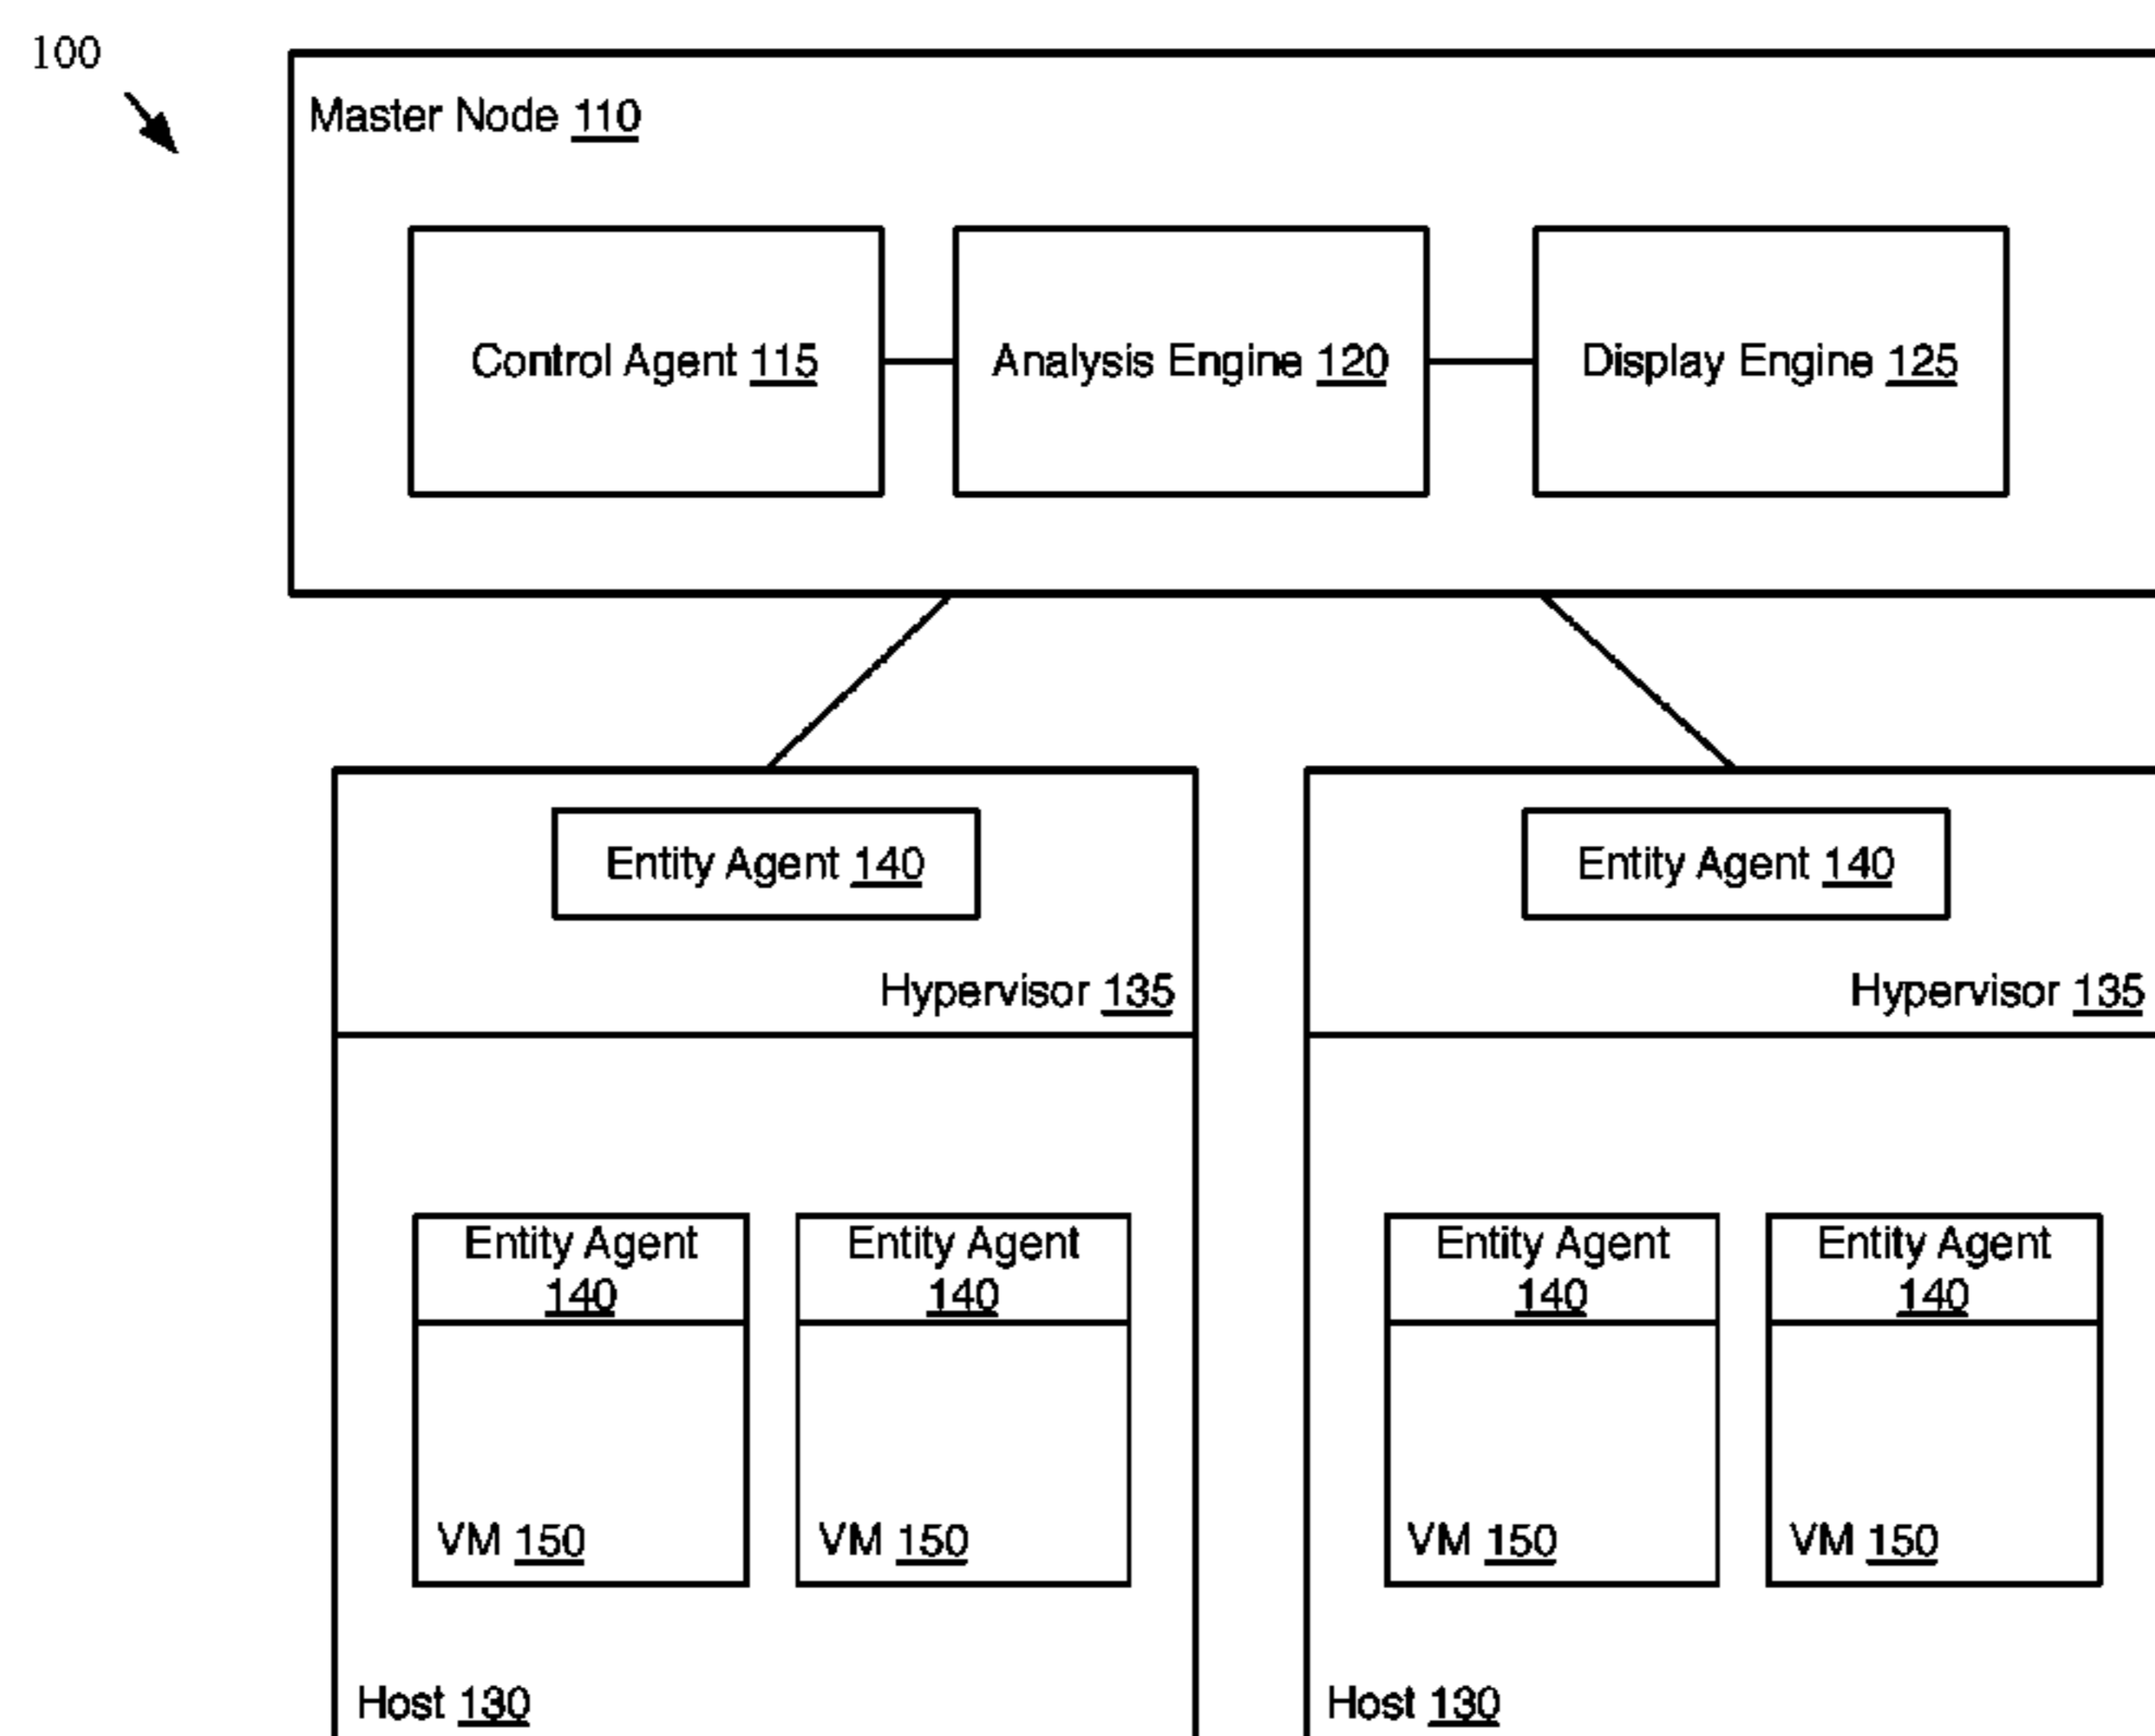 100
Master Node 110
Control Agent 115
Analysis Engine 120
Display Engine 125
Entity Agent 140
Hypervisor 135
Entity Agent
140
VM 150
Entity Agent
140
VM 150
Host 130
Entity Agent 140
Hypervisor 135
Entity Agent
140
VM 150
Entity Agent
140
VM 150
Host 130